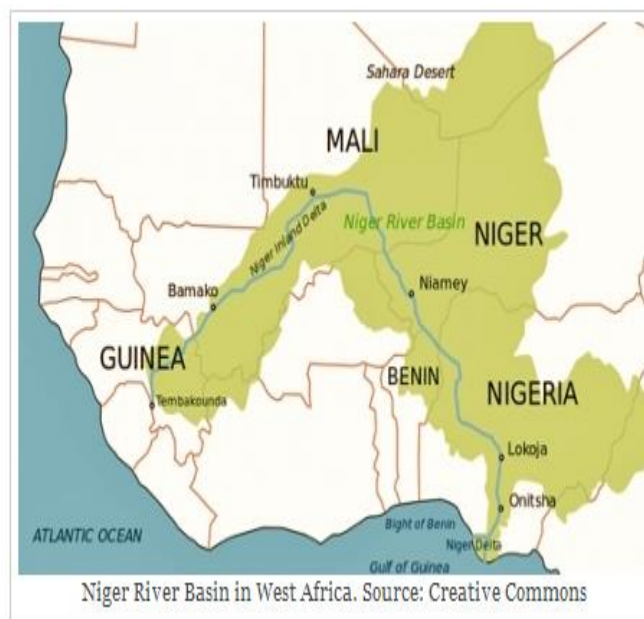 Sahara Desert
MALI
Timbuktu
Niger Inland Delta
Niger River Basin
NIGER
Bamako
Niamey
GUINEA
BENIN
NIGERIA
Tembakounda
Lokoja
Onitsha
ATLANTIC OCEAN
Bight of Benin
Niger Delta
Gulf of Guinea
Niger River Basin in West Africa. Source: Creative Commons